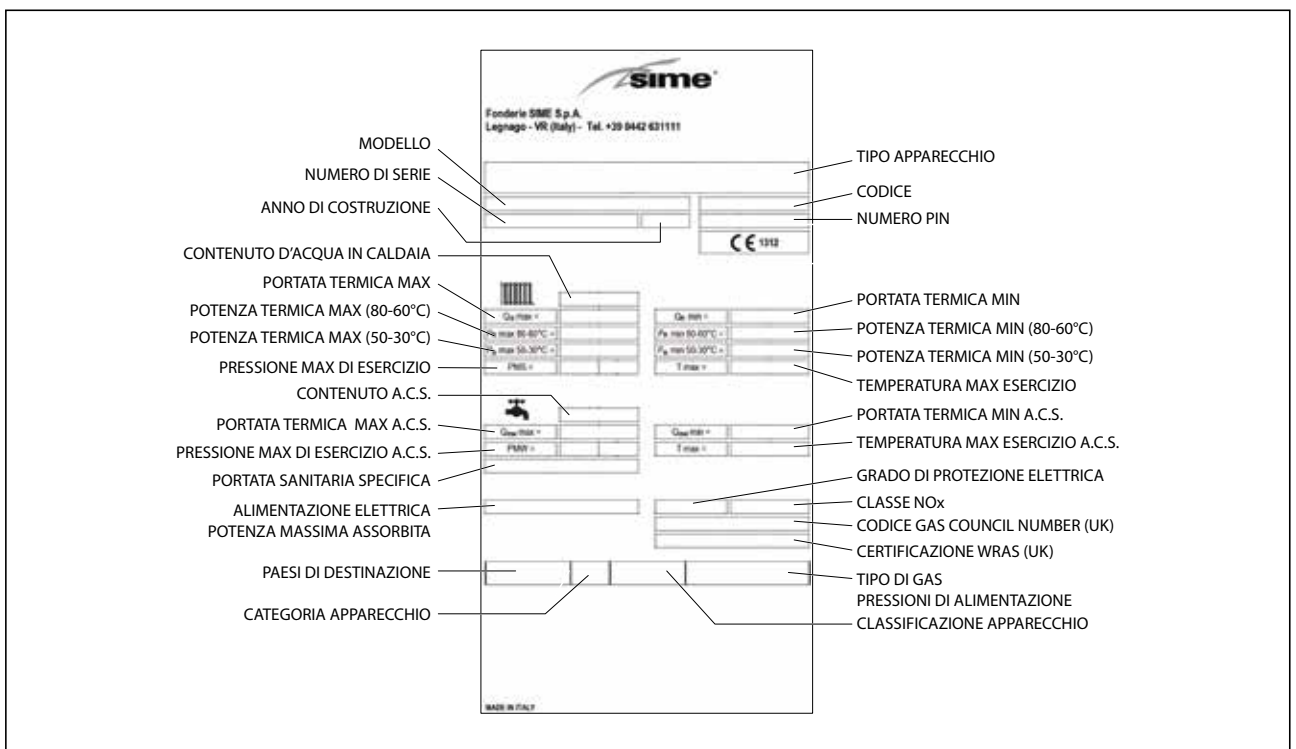 sime
Fonderie SIME S.p.A.
Legnago - VR (Italy) - Tel. +39 0442 631111
MODELLO
NUMERO DI SERIE
ANNO DI COSTRUZIONE
CONTENUTO D'ACQUA IN CALDAIA
PORTATA TERMICA MAX
POTENZA TERMICA MAX (80-60°C)
POTENZA TERMICA MAX (50-30°C)
PRESSIONE MAX DI ESERCIZIO
CONTENUTO A.C.S.
PORTATA TERMICA MAX A.C.S.
PRESSIONE MAX DI ESERCIZIO A.C.S.
PORTATA SANITARIA SPECIFICA
ALIMENTAZIONE ELETTRICA
POTENZA MASSIMA ASSORBITA
PAESI DI DESTINAZIONE
CATEGORIA APPARECCHIO
CE 1312
Qn max = Qn min =
Pn max 80-60°C = Pn min 80-60°C =
Pn max 50-30°C = Pn min 50-30°C =
PMS = T max =
Qnw max = Qnw min =
PMW = T max =
TIPO APPARECCHIO
CODICE
NUMERO PIN
PORTATA TERMICA MIN
POTENZA TERMICA MIN (80-60°C)
POTENZA TERMICA MIN (50-30°C)
TEMPERATURA MAX ESERCIZIO
PORTATA TERMICA MIN A.C.S.
TEMPERATURA MAX ESERCIZIO A.C.S.
GRADO DI PROTEZIONE ELETTRICA
CLASSE NOx
CODICE GAS COUNCIL NUMBER (UK)
CERTIFICAZIONE WRAS (UK)
TIPO DI GAS
PRESSIONI DI ALIMENTAZIONE
CLASSIFICAZIONE APPARECCHIO
MADE IN ITALY